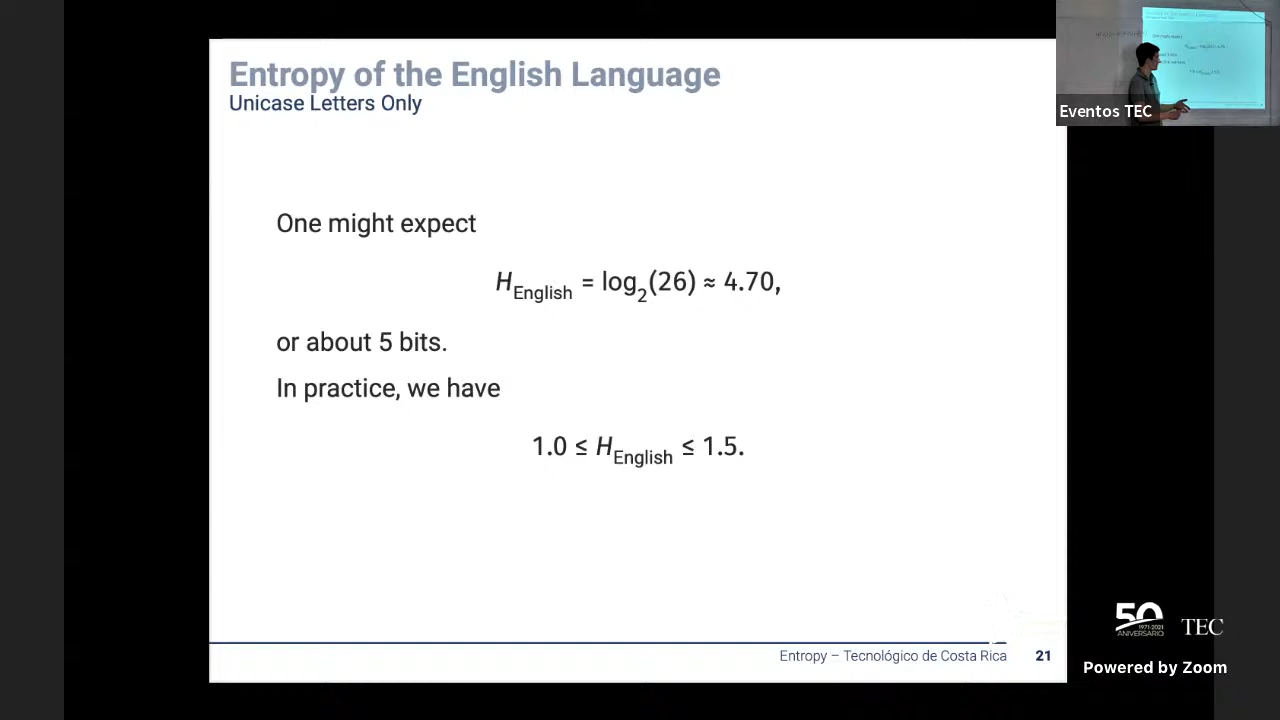 Entropy of the English Language
Unicase Letters Only
One might expect
H_English = log_2(26) ≈ 4.70,
or about 5 bits.
In practice, we have
1.0 ≤ H_English ≤ 1.5.
Entropy – Tecnológico de Costa Rica 21
Eventos TEC
50
1971-2021
ANIVERSARIO
TEC
Powered by Zoom